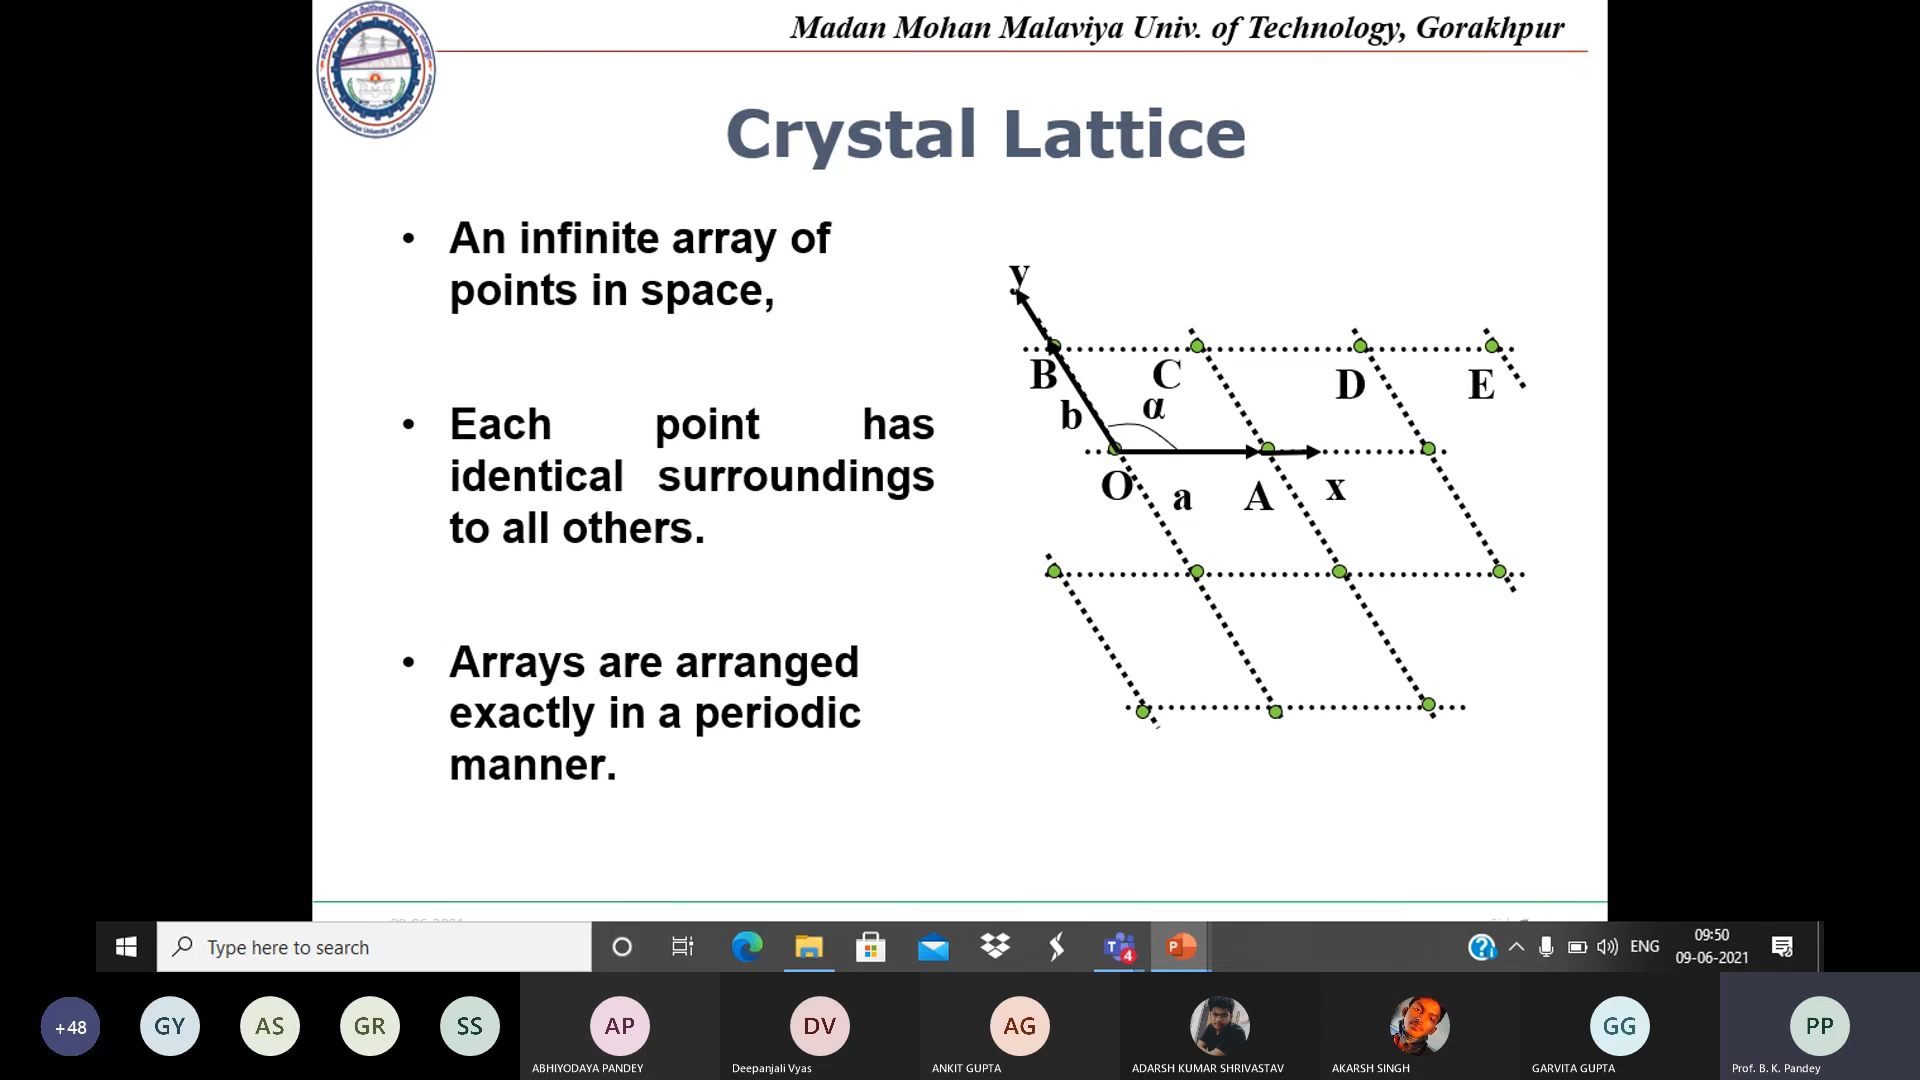 Madan Mohan Malaviya Univ. of Technology, Gorakhpur
Crystal Lattice
• An infinite array of
points in space,
• Each point has
identical surroundings
to all others.
• Arrays are arranged
exactly in a periodic
manner.
y
B
C
D
E
b
α
O
a
A
x
Type here to search
4
ENG
09:50
09-06-2021
+48
GY
AS
GR
SS
AP
DV
AG
GG
PP
ABHIYODAYA PANDEY
Deepanjali Vyas
ANKIT GUPTA
ADARSH KUMAR SHRIVASTAV
AKARSH SINGH
GARVITA GUPTA
Prof. B. K. Pandey